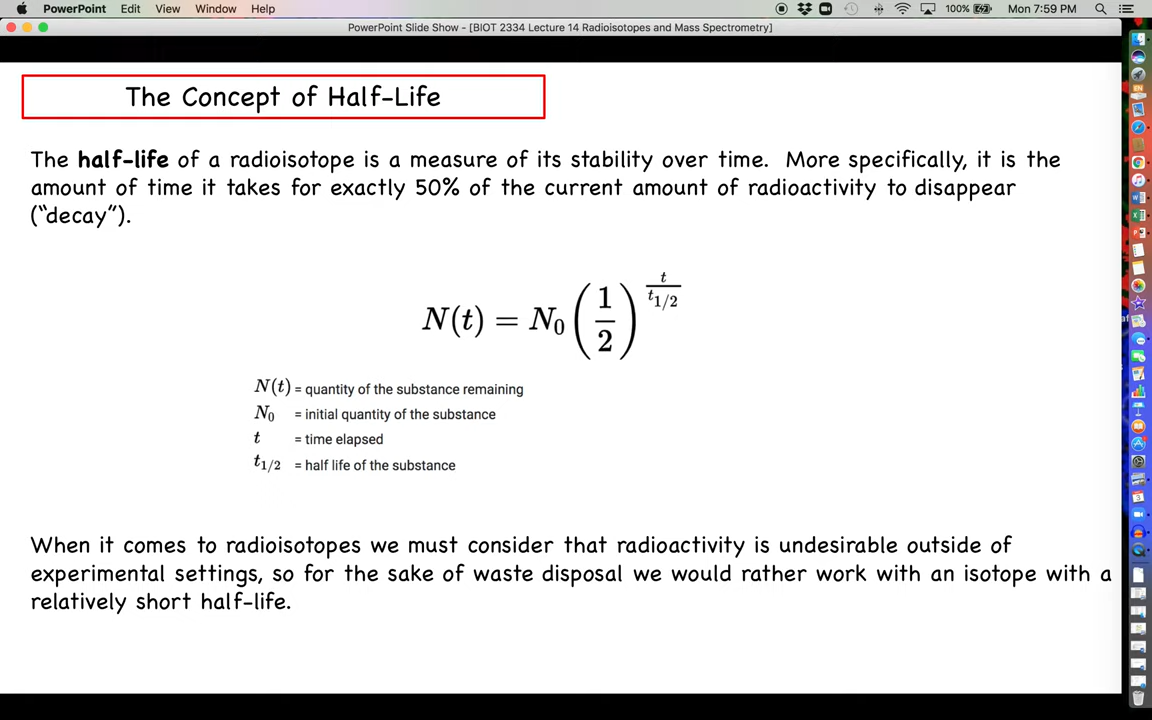 PowerPoint Edit View Window Help 100% Mon 7:59 PM
PowerPoint Slide Show - [BIOT 2334 Lecture 14 Radioisotopes and Mass Spectrometry]
The Concept of Half-Life
The half-life of a radioisotope is a measure of its stability over time. More specifically, it is the
amount of time it takes for exactly 50% of the current amount of radioactivity to disappear
(“decay”).
N(t) = N₀ (1/2)^(t/t₁/₂)
N(t) = quantity of the substance remaining
N₀ = initial quantity of the substance
t = time elapsed
t₁/₂ = half life of the substance
When it comes to radioisotopes we must consider that radioactivity is undesirable outside of
experimental settings, so for the sake of waste disposal we would rather work with an isotope with a
relatively short half-life.